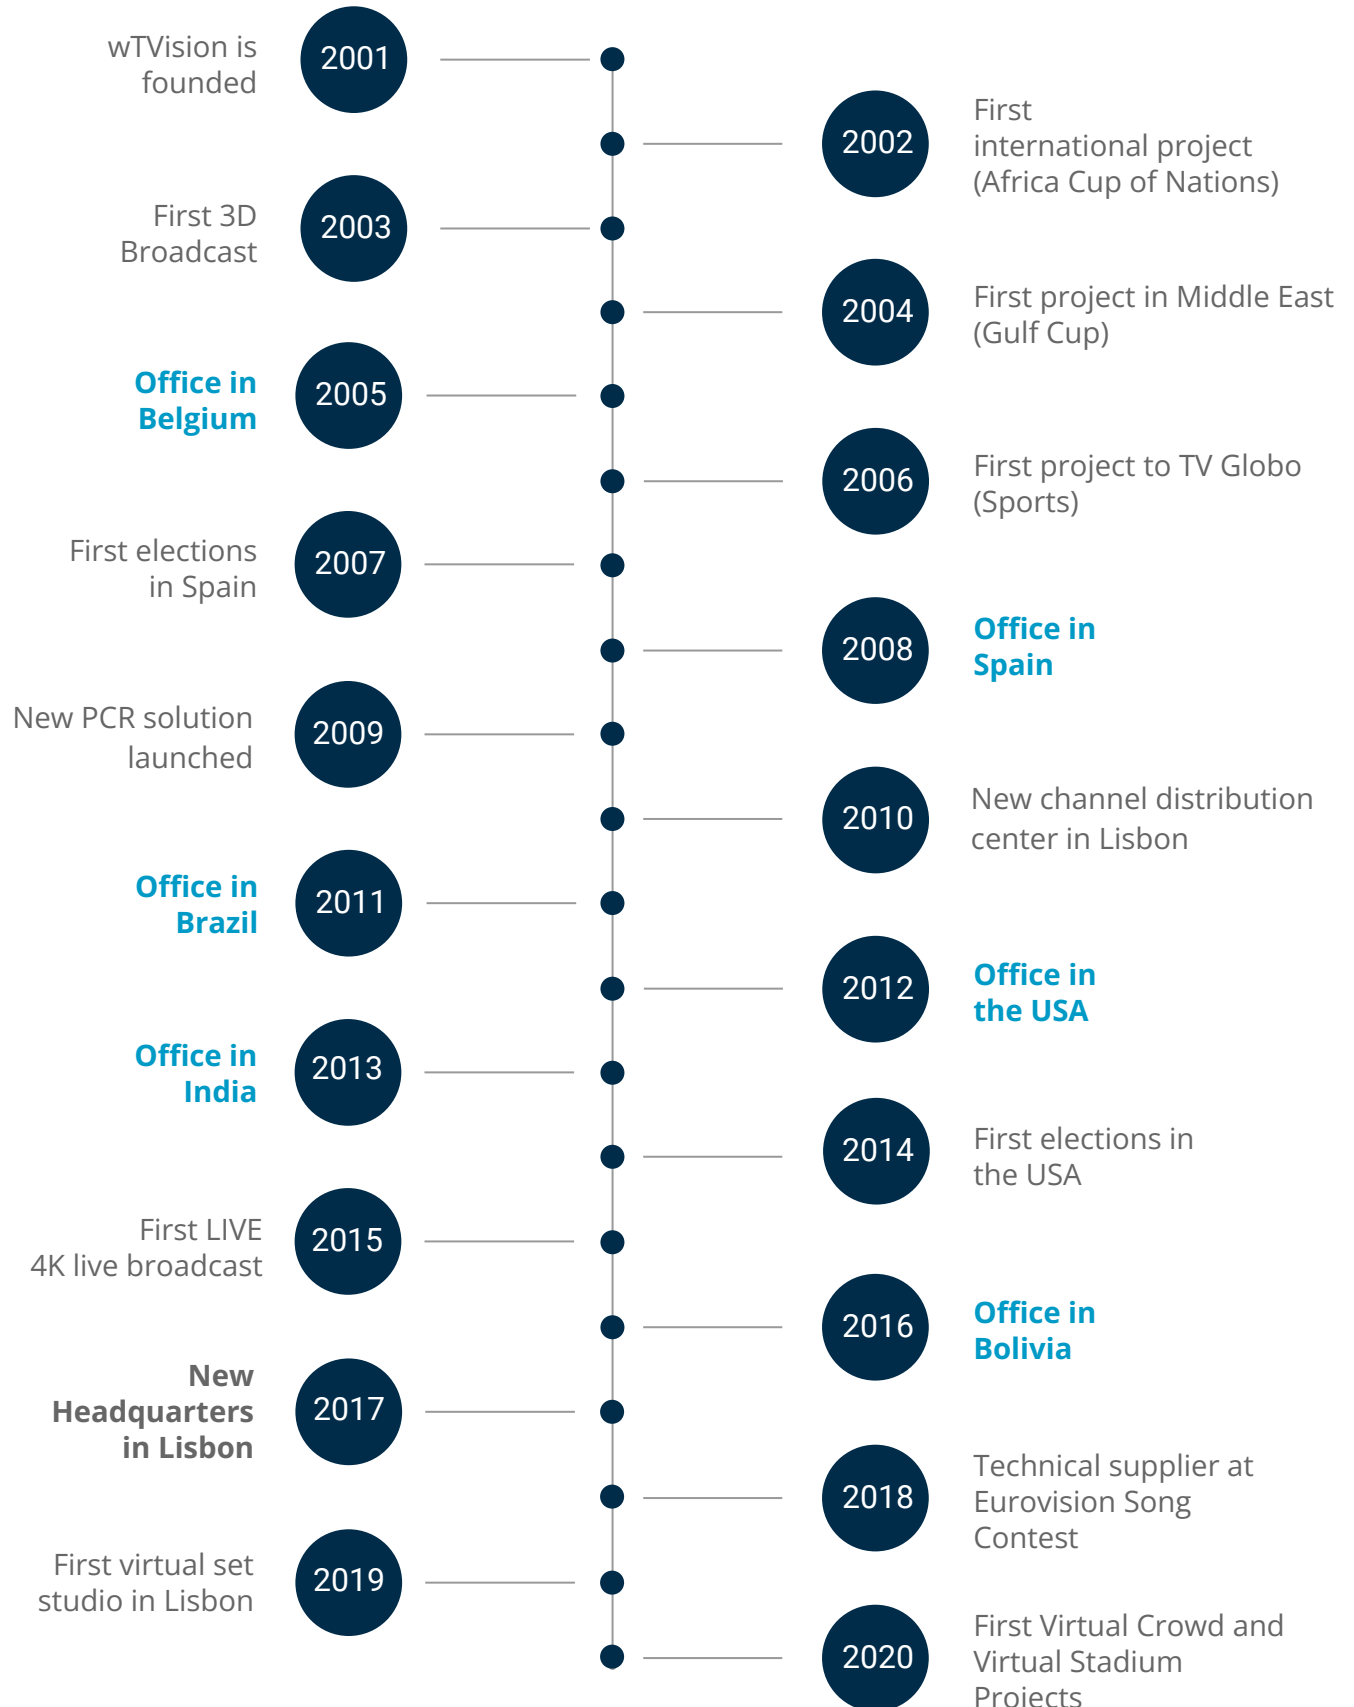 wTVision is
founded
2001
2002
First
international project
(Africa Cup of Nations)
First 3D
Broadcast
2003
2004
First project in Middle East
(Gulf Cup)
Office in
Belgium
2005
2006
First project to TV Globo
(Sports)
First elections
in Spain
2007
2008
Office in
Spain
New PCR solution
launched
2009
2010
New channel distribution
center in Lisbon
Office in
Brazil
2011
2012
Office in
the USA
Office in
India
2013
2014
First elections in
the USA
First LIVE
4K live broadcast
2015
2016
Office in
Bolivia
New
Headquarters
in Lisbon
2017
2018
Technical supplier at
Eurovision Song
Contest
First virtual set
studio in Lisbon
2019
2020
First Virtual Crowd and
Virtual Stadium
Projects